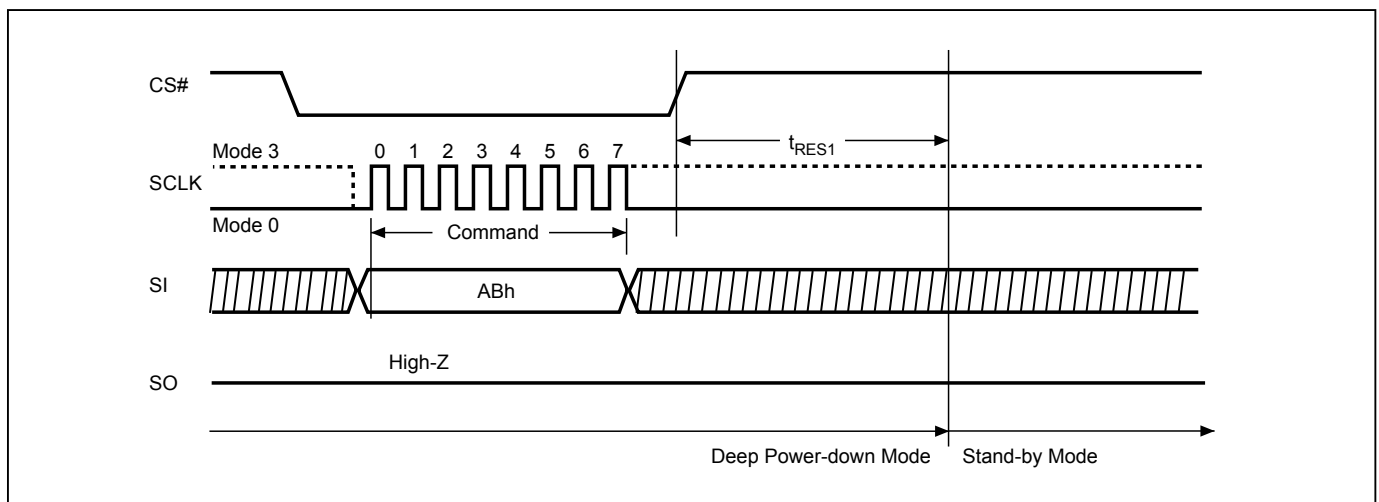 CS#
Mode 3
0 1 2 3 4 5 6 7
tRES1
SCLK
Mode 0
Command
SI
ABh
High-Z
SO
Deep Power-down Mode
Stand-by Mode